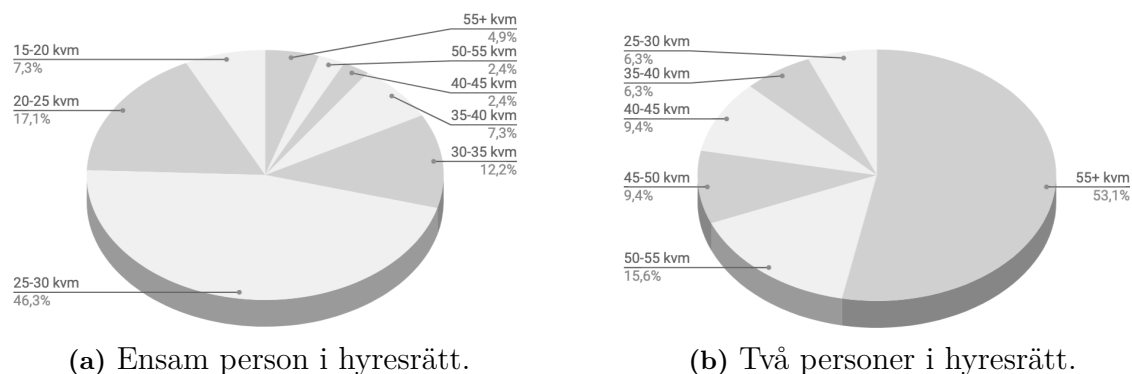 55+ kvm
4,9%
50-55 kvm
2,4%
40-45 kvm
2,4%
35-40 kvm
7,3%
30-35 kvm
12,2%
15-20 kvm
7,3%
20-25 kvm
17,1%
25-30 kvm
46,3%
(a) Ensam person i hyresrätt.
25-30 kvm
6,3%
35-40 kvm
6,3%
40-45 kvm
9,4%
45-50 kvm
9,4%
50-55 kvm
15,6%
55+ kvm
53,1%
(b) Två personer i hyresrätt.